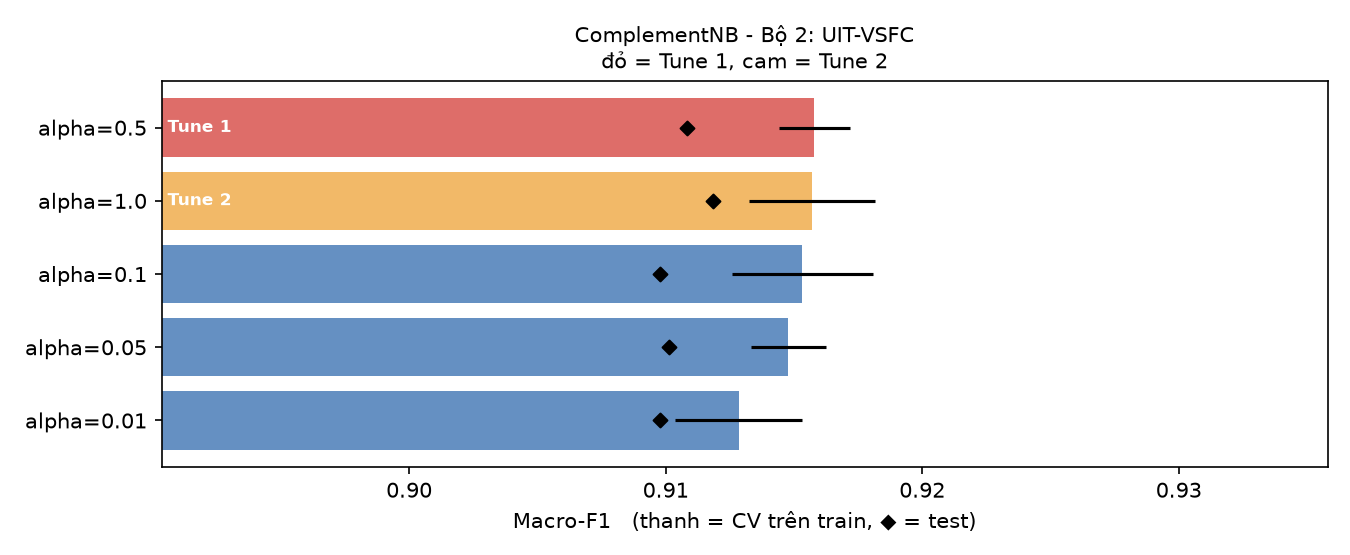 ComplementNB - Bộ 2: UIT-VSFC
đỏ = Tune 1, cam = Tune 2
alpha=0.5
Tune 1
alpha=1.0
Tune 2
alpha=0.1
alpha=0.05
alpha=0.01
0.90 0.91 0.92 0.93
Macro-F1 (thanh = CV trên train, ◆ = test)